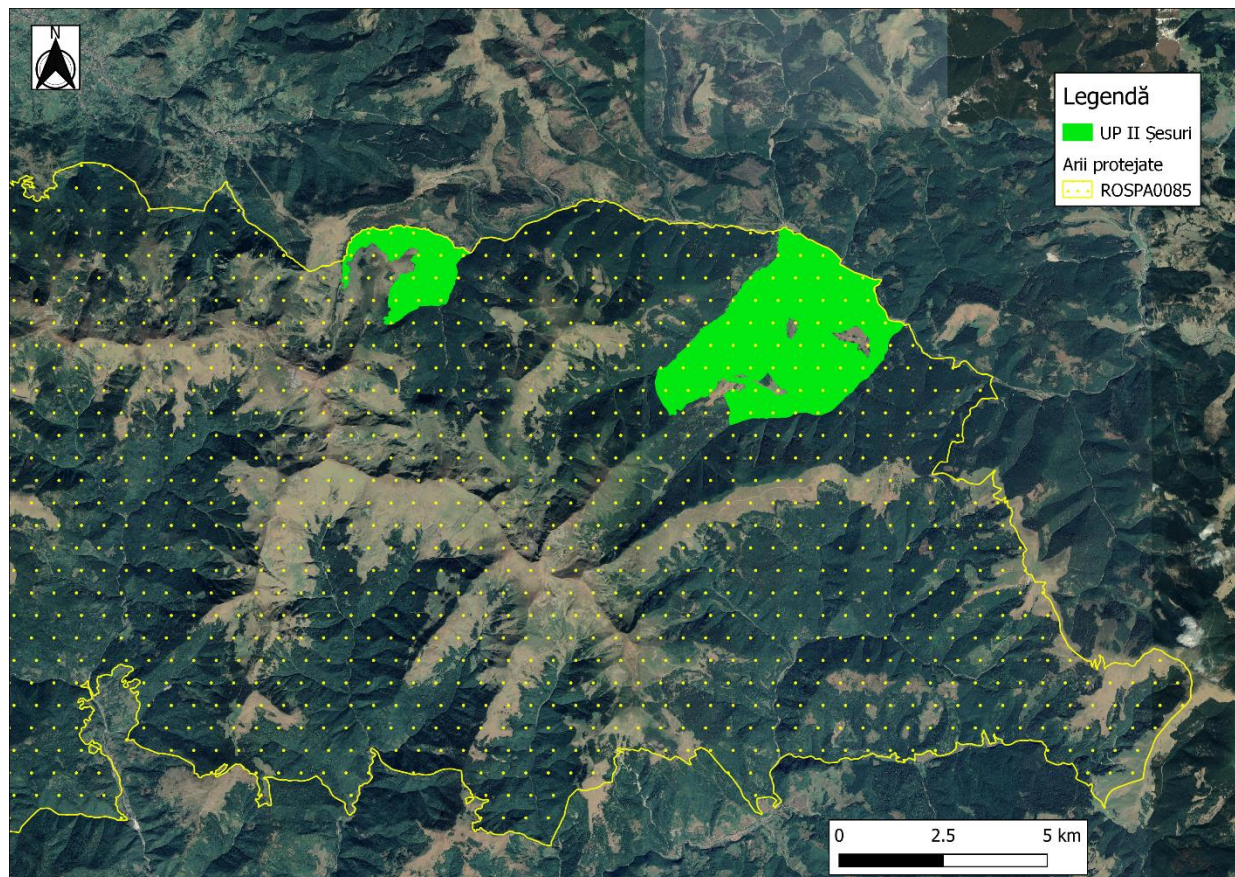 N
Legendă
UP II Șesuri
Arii protejate
ROSPA0085
0 2.5 5 km